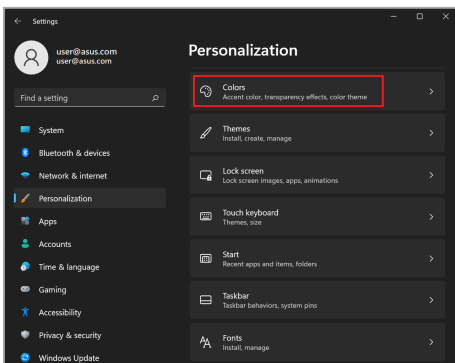 Settings
user@asus.com
user@asus.com
Find a setting
System
Bluetooth & devices
Network & internet
Personalization
Apps
Accounts
Time & language
Gaming
Accessibility
Privacy & security
Windows Update
Personalization
Colors
Accent color, transparency effects, color theme
Themes
Install, create, manage
Lock screen
Lock screen images, apps, animations
Touch keyboard
Themes, size
Start
Recent apps and items, folders
Taskbar
Taskbar behaviors, system pins
Fonts
Install, manage